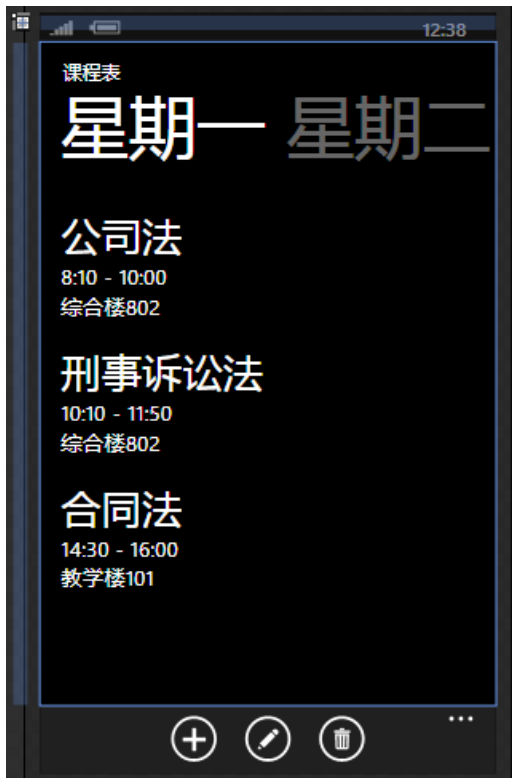 12:38
课程表
星期一 星期二
公司法
8:10 - 10:00
综合楼802
刑事诉讼法
10:10 - 11:50
综合楼802
合同法
14:30 - 16:00
教学楼101